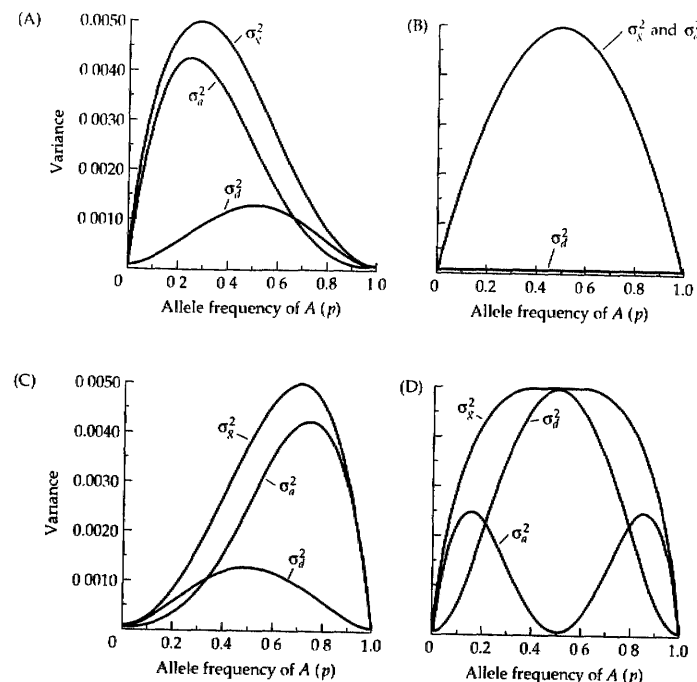 (A)
0.0050
0.0040
0.0030
0.0020
0 0010
Variance
σ²g
σ²a
σ²d
0
0.2
0.4
0 6
0 8
1 0
Allele frequency of A (p)
(B)
σ²g and σ²a
σ²d
0
0.2
0.4
0 6
0 8
1.0
Allele frequency of A (p)
(C)
0 0050
0.0040
0.0030
0.0020
0.0010
Variance
σ²g
σ²a
σ²d
0
0.2
0.4
0.6
0.8
1.0
Allele frequency of A (p)
(D)
σ²g
σ²d
σ²a
0
0.2
0.4
0.6
0.8
1.0
Allele frequency of A (p)